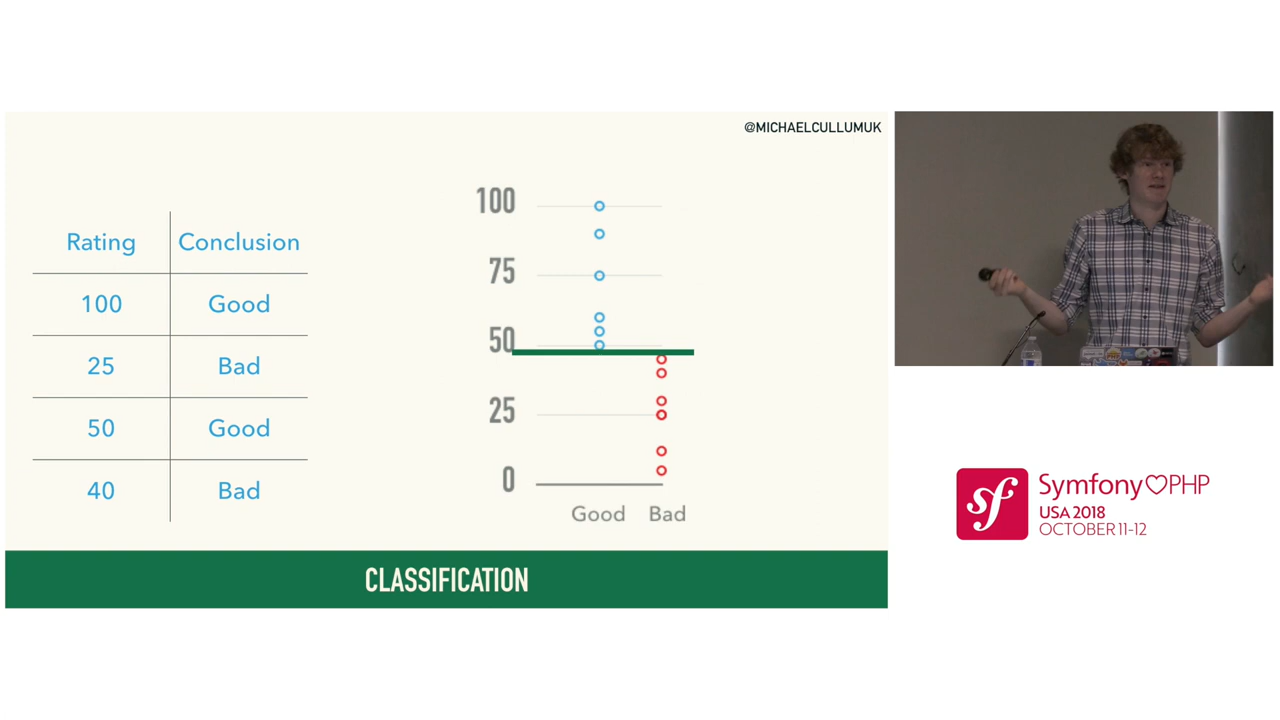 @MICHAELCULLUMUK
Rating Conclusion
100 Good
25 Bad
50 Good
40 Bad
100
75
50
25
0
Good Bad
CLASSIFICATION
sf
Symfony♡PHP
USA 2018
OCTOBER 11-12